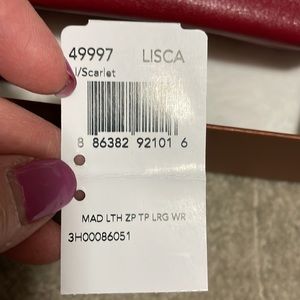 49997 LISCA
I/Scarlet
8 86382 92101 6
MAD LTH ZP TP LRG WR
3H00086051